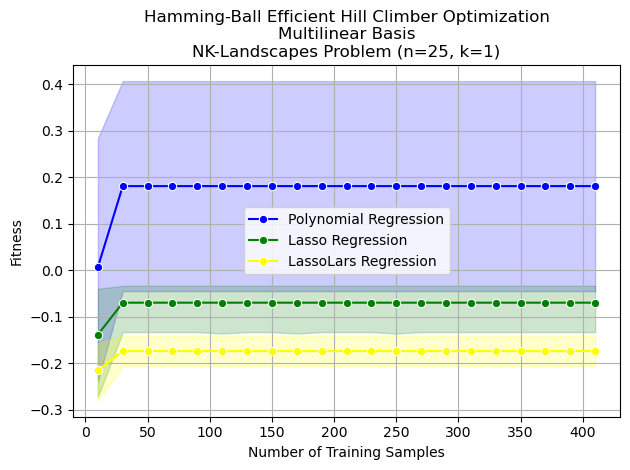 Hamming-Ball Efficient Hill Climber Optimization
Multilinear Basis
NK-Landscapes Problem (n=25, k=1)
0.4
0.3
0.2
0.1
0.0
−0.1
−0.2
−0.3
Fitness
Polynomial Regression
Lasso Regression
LassoLars Regression
0 50 100 150 200 250 300 350 400
Number of Training Samples